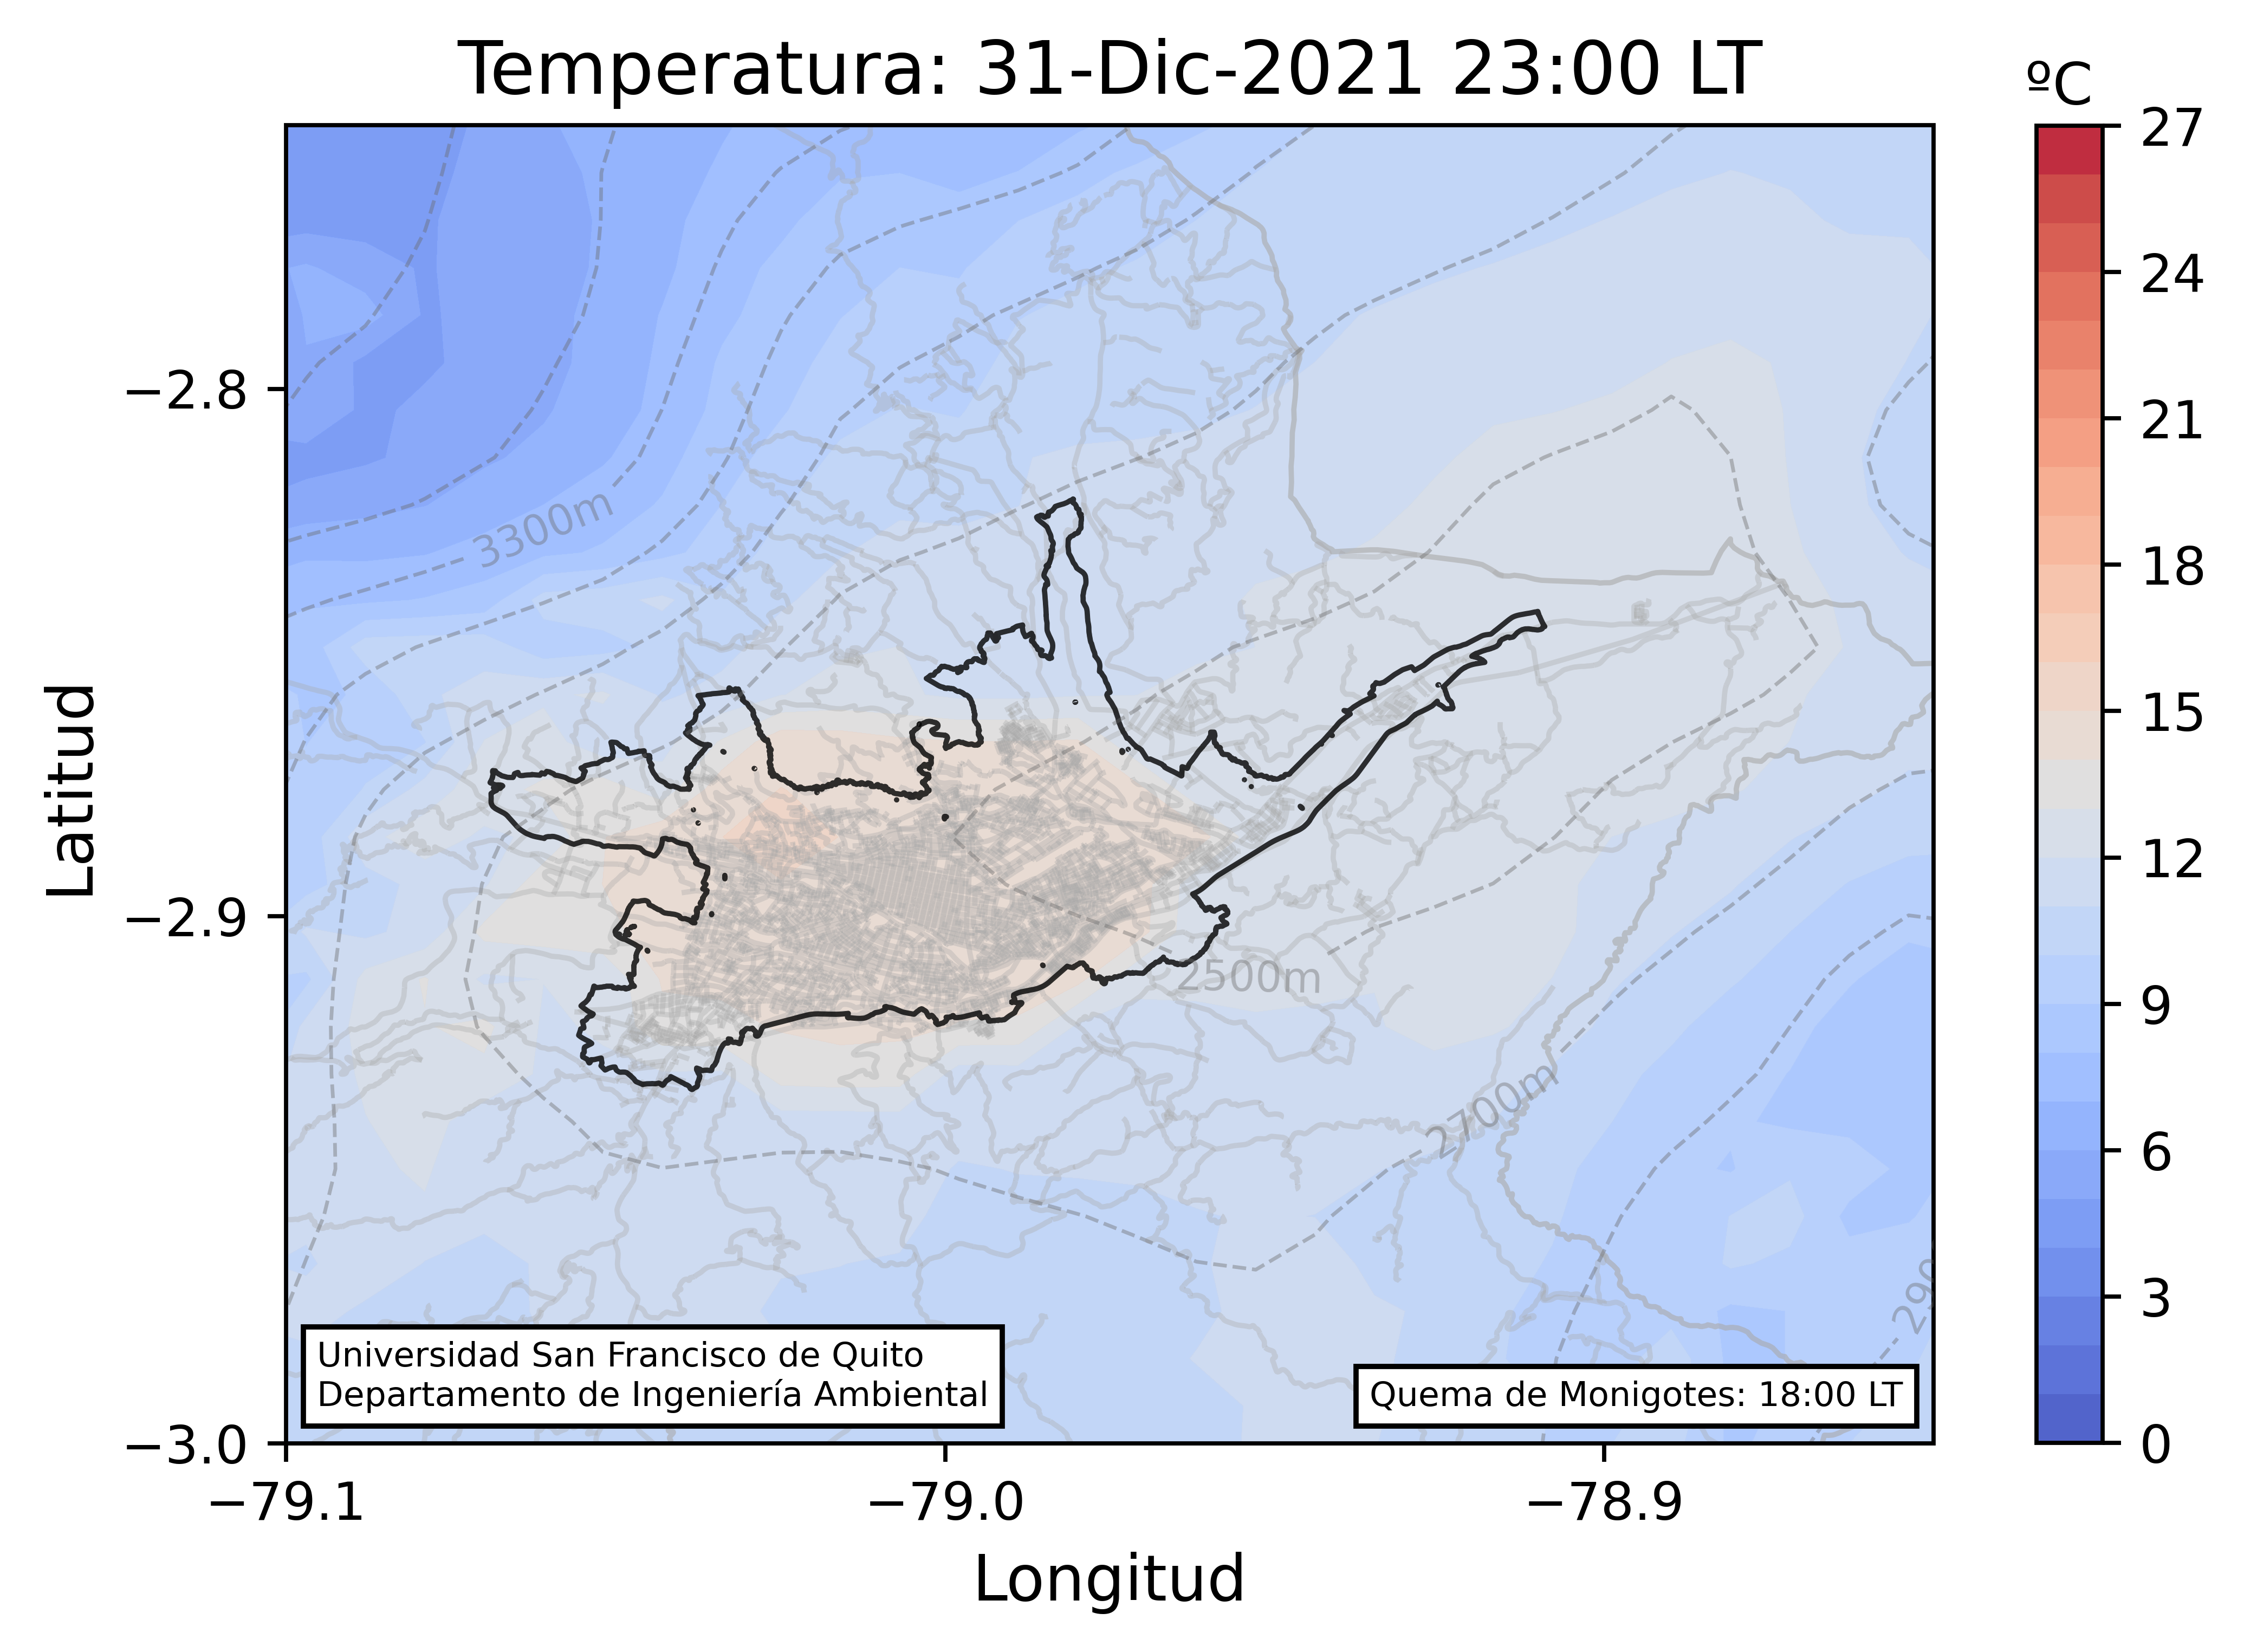 Temperatura: 31-Dic-2021 23:00 LT
ºC
27
24
21
18
15
12
9
6
3
0
Latitud
−2.8
−2.9
−3.0
3300m
2500m
2700m
Universidad San Francisco de Quito
Departamento de Ingeniería Ambiental
Quema de Monigotes: 18:00 LT
−79.1
−79.0
−78.9
Longitud